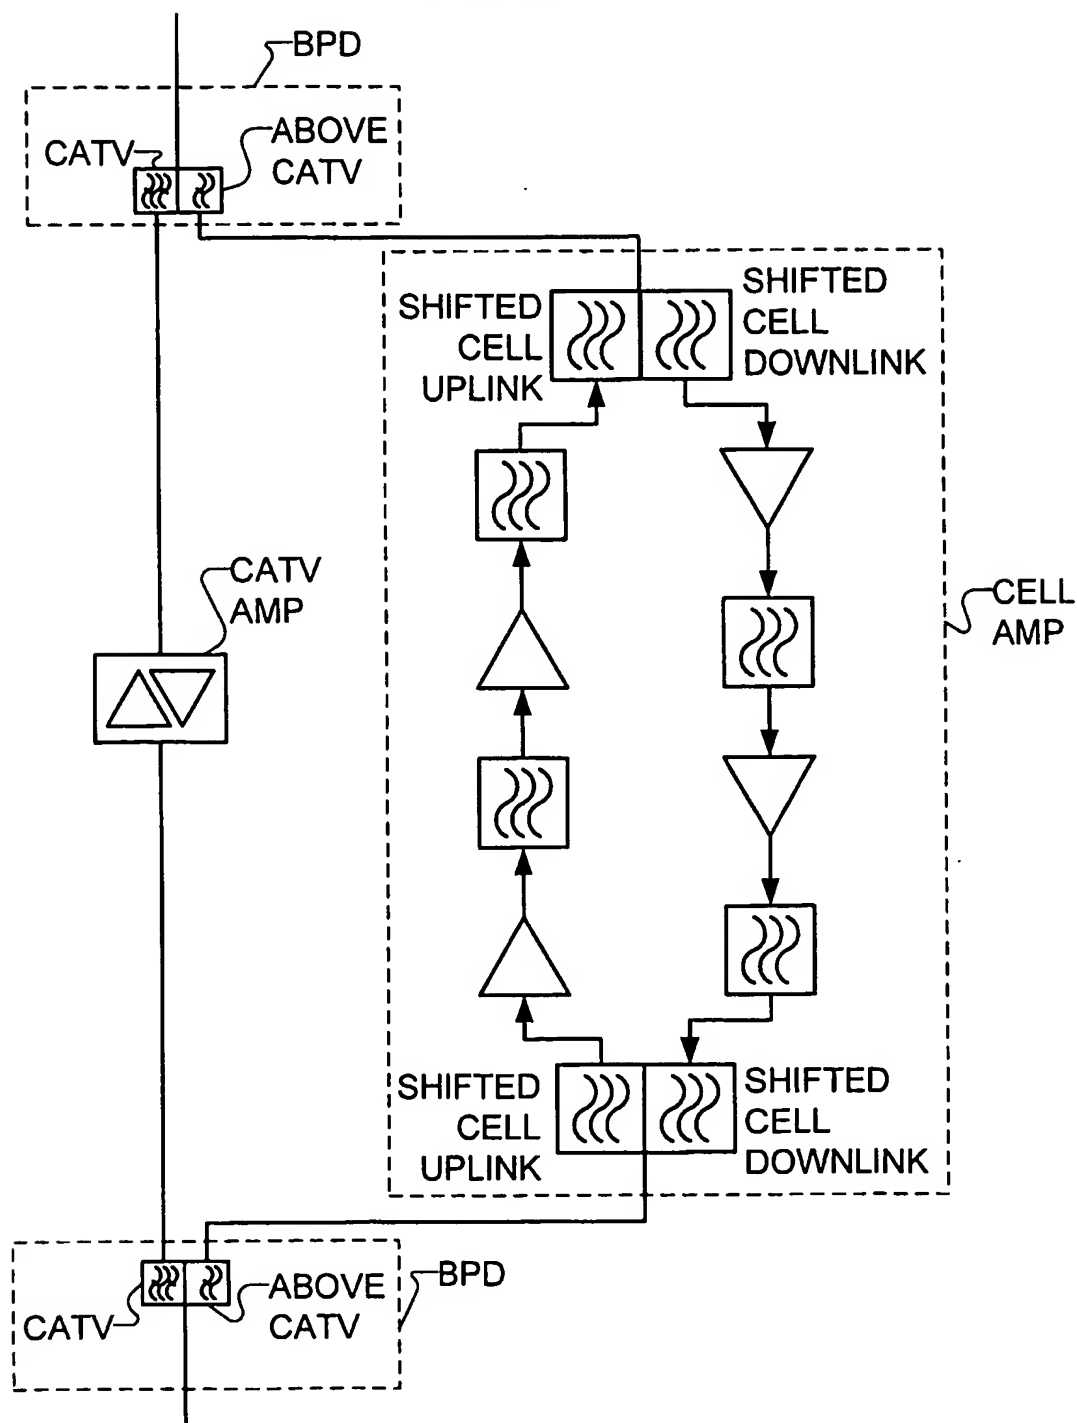 BPD
CATV
ABOVE
CATV
SHIFTED
CELL
UPLINK
SHIFTED
CELL
DOWNLINK
CATV
AMP
CELL
AMP
SHIFTED
CELL
UPLINK
SHIFTED
CELL
DOWNLINK
BPD
CATV
ABOVE
CATV